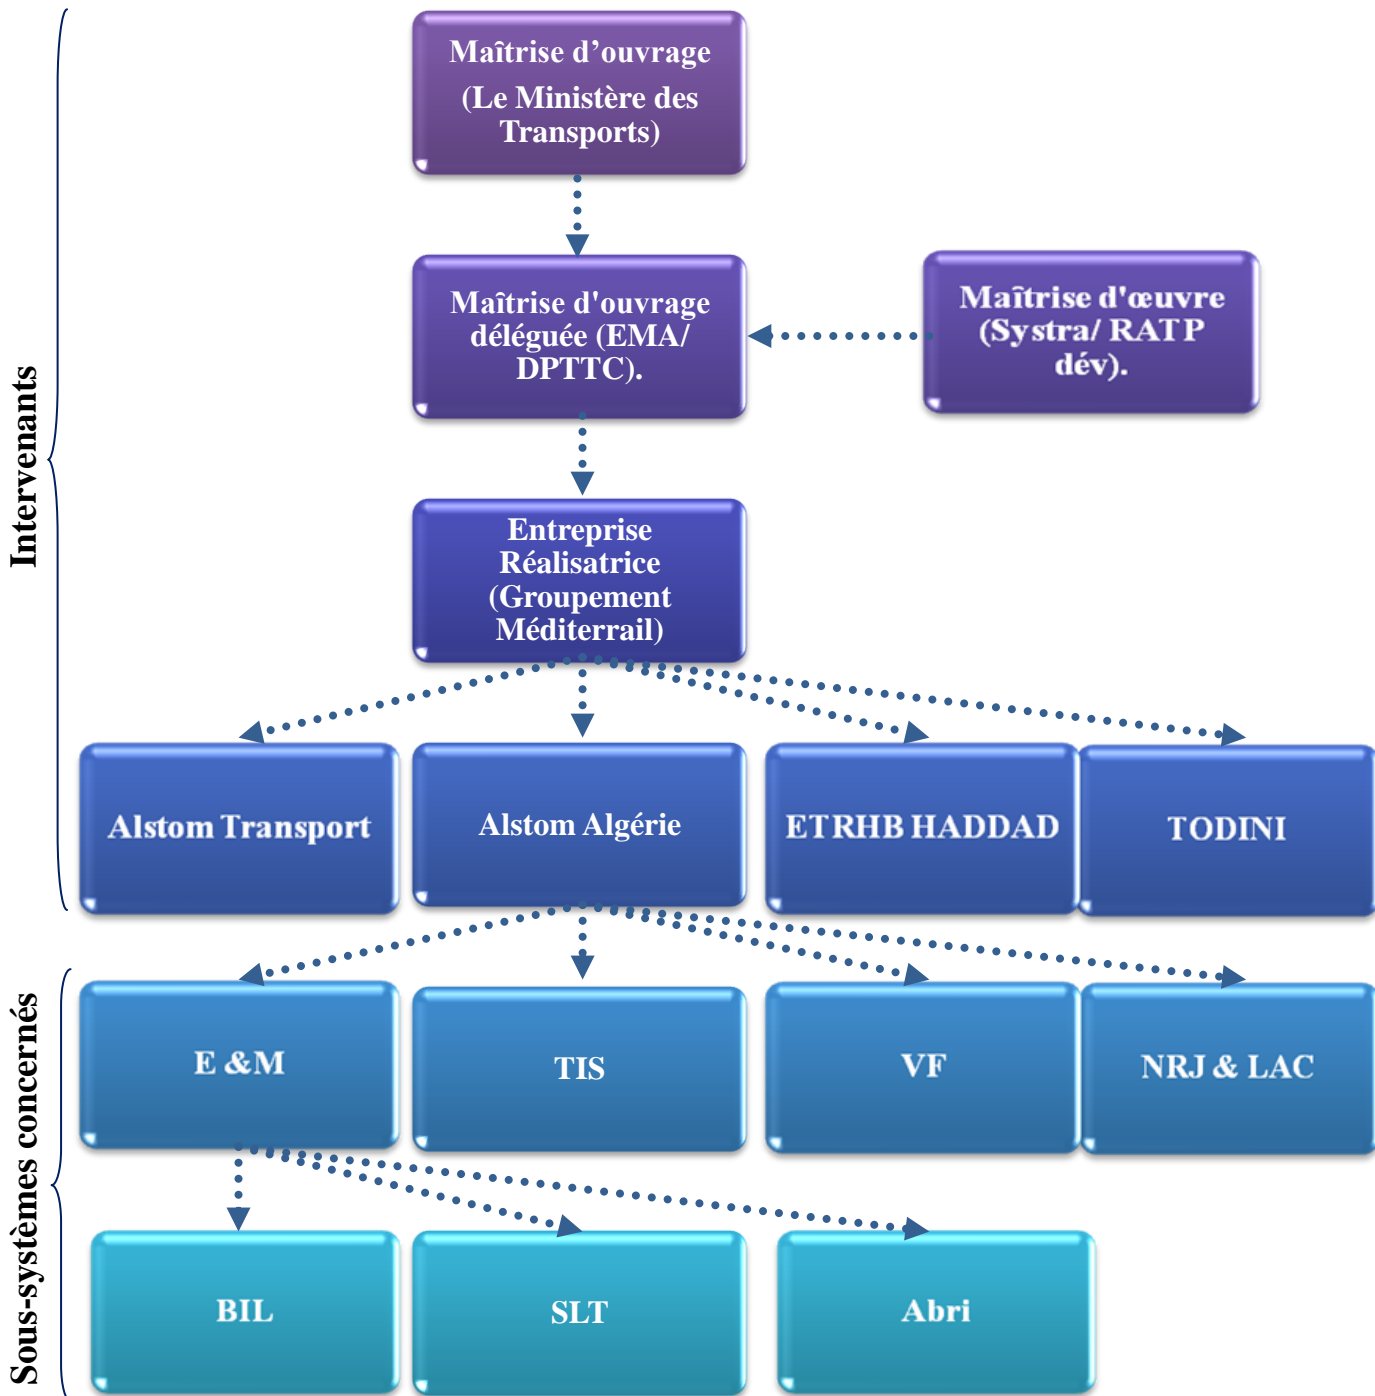 Intervenants
Maîtrise d’ouvrage
(Le Ministère des
Transports)
Maîtrise d'ouvrage
déléguée (EMA/
DPTTC).
Maîtrise d'œuvre
(Systra/ RATP
dév).
Entreprise
Réalisatrice
(Groupement
Méditerrail)
Alstom Transport
Alstom Algérie
ETRHB HADDAD
TODINI
Sous-systèmes concernés
E &M
TIS
VF
NRJ & LAC
BIL
SLT
Abri